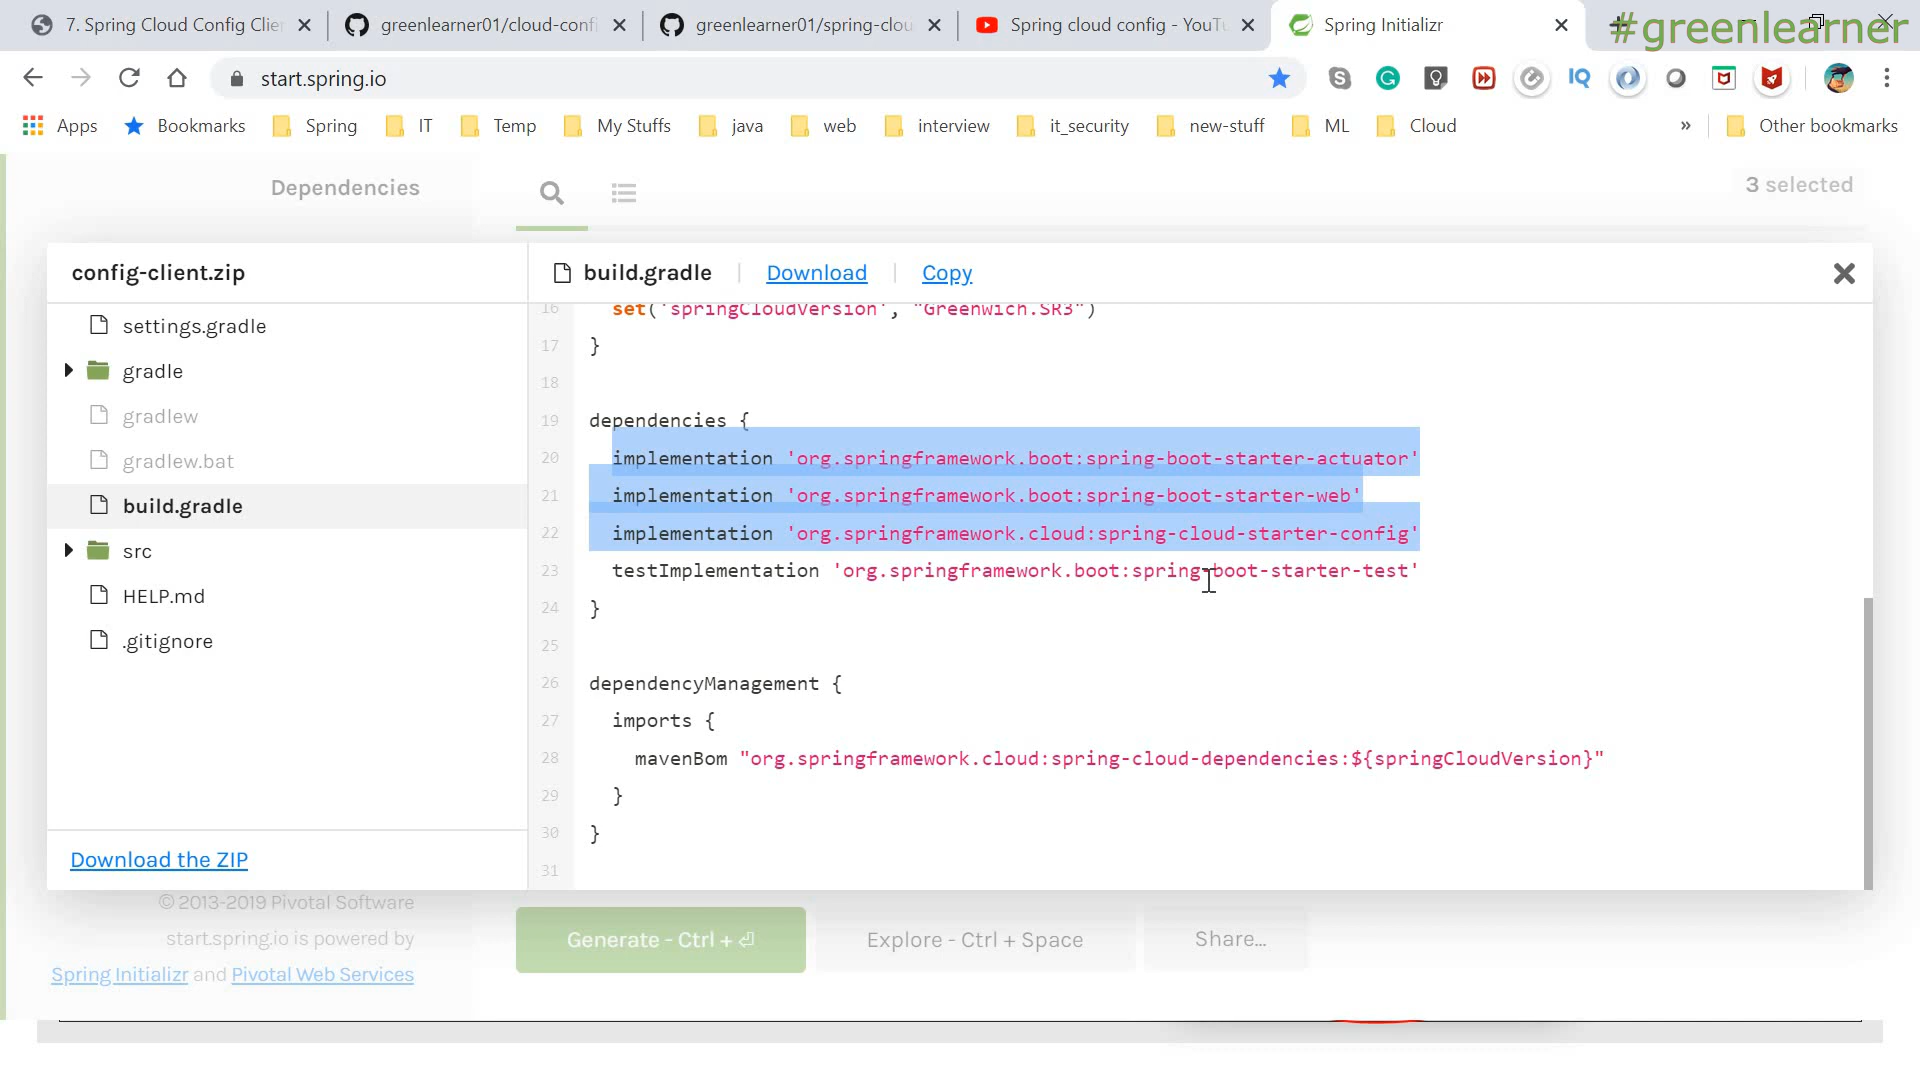 7. Spring Cloud Config Clie
greenlearner01/cloud-conf
greenlearner01/spring-clou
Spring cloud config - YouTu
Spring Initializr
#greenlearner
start.spring.io
Apps
Bookmarks
Spring
IT
Temp
My Stuffs
java
web
interview
it_security
new-stuff
ML
Cloud
»
Other bookmarks
Dependencies
3 selected
config-client.zip
build.gradle
Download
Copy
settings.gradle
gradle
gradlew
gradlew.bat
build.gradle
src
HELP.md
.gitignore
Download the ZIP
16 set('springCloudVersion', "Greenwich.SR3")
17 }
18
19 dependencies {
20 implementation 'org.springframework.boot:spring-boot-starter-actuator'
21 implementation 'org.springframework.boot:spring-boot-starter-web'
22 implementation 'org.springframework.cloud:spring-cloud-starter-config'
23 testImplementation 'org.springframework.boot:spring-boot-starter-test'
24 }
25
26 dependencyManagement {
27 imports {
28 mavenBom "org.springframework.cloud:spring-cloud-dependencies:${springCloudVersion}"
29 }
30 }
31
© 2013-2019 Pivotal Software
start.spring.io is powered by
Spring Initializr and Pivotal Web Services
Generate - Ctrl + ⏎
Explore - Ctrl + Space
Share...